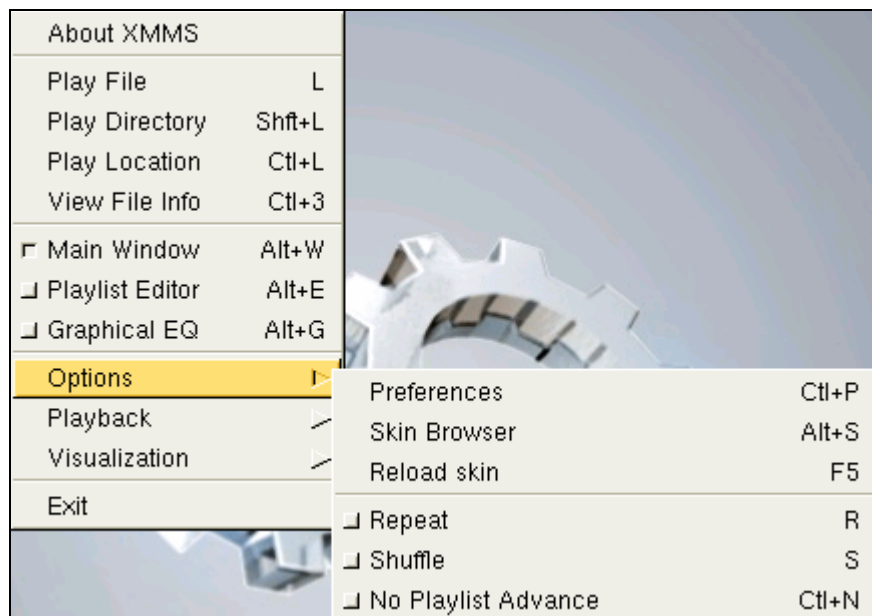 About XMMS
Play File L
Play Directory Shft+L
Play Location Ctl+L
View File Info Ctl+3
Main Window Alt+W
Playlist Editor Alt+E
Graphical EQ Alt+G
Options
Playback
Visualization
Exit
Preferences Ctl+P
Skin Browser Alt+S
Reload skin F5
Repeat R
Shuffle S
No Playlist Advance Ctl+N